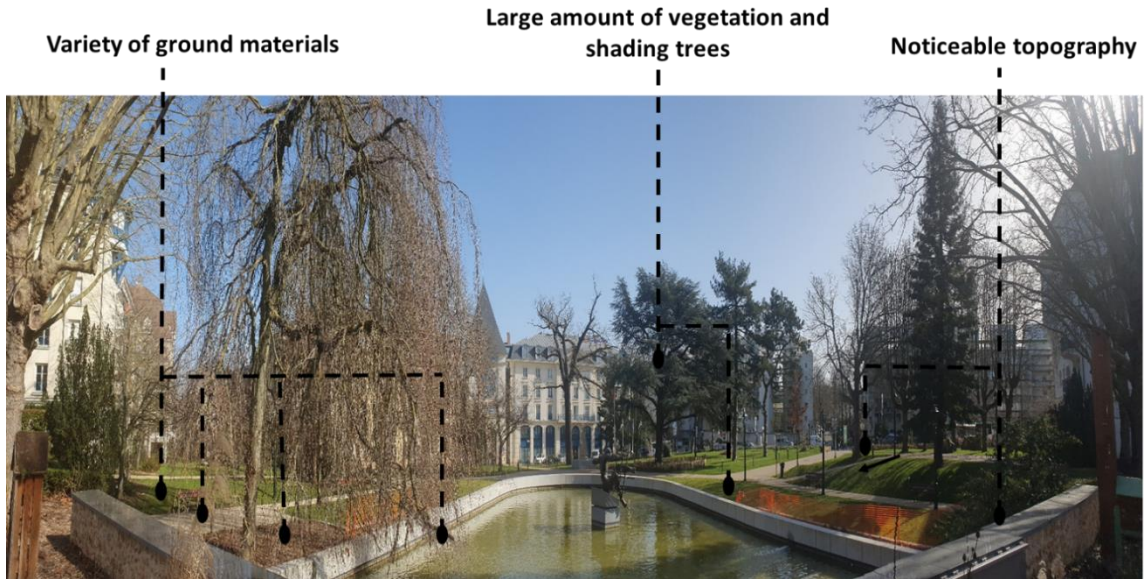 Variety of ground materials
Large amount of vegetation and
shading trees
Noticeable topography